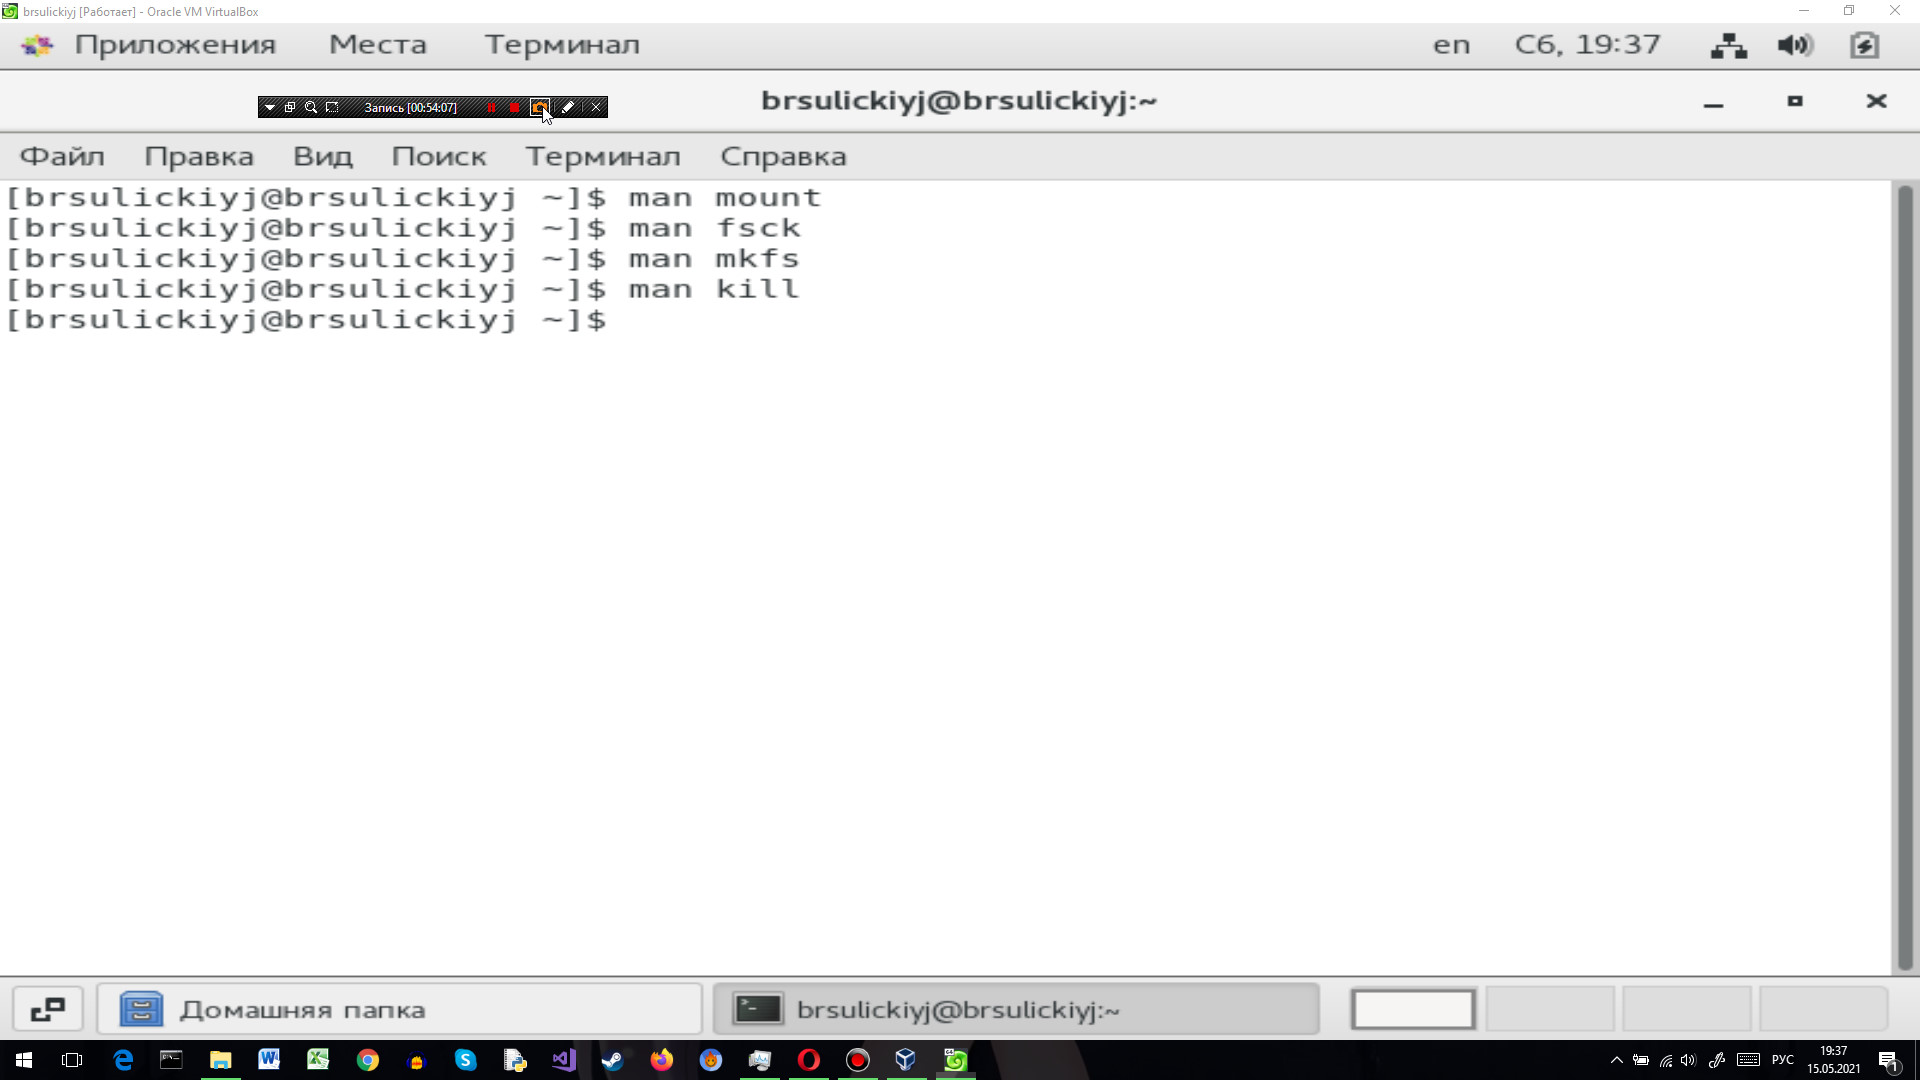 brsulickiyj [Работает] - Oracle VM VirtualBox
Приложения Места Терминал en Сб, 19:37
Запись [00:54:07]
brsulickiyj@brsulickiyj:~
Файл Правка Вид Поиск Терминал Справка
[brsulickiyj@brsulickiyj ~]$ man mount
[brsulickiyj@brsulickiyj ~]$ man fsck
[brsulickiyj@brsulickiyj ~]$ man mkfs
[brsulickiyj@brsulickiyj ~]$ man kill
[brsulickiyj@brsulickiyj ~]$
Домашняя папка brsulickiyj@brsulickiyj:~
РУС 19:37
15.05.2021 1